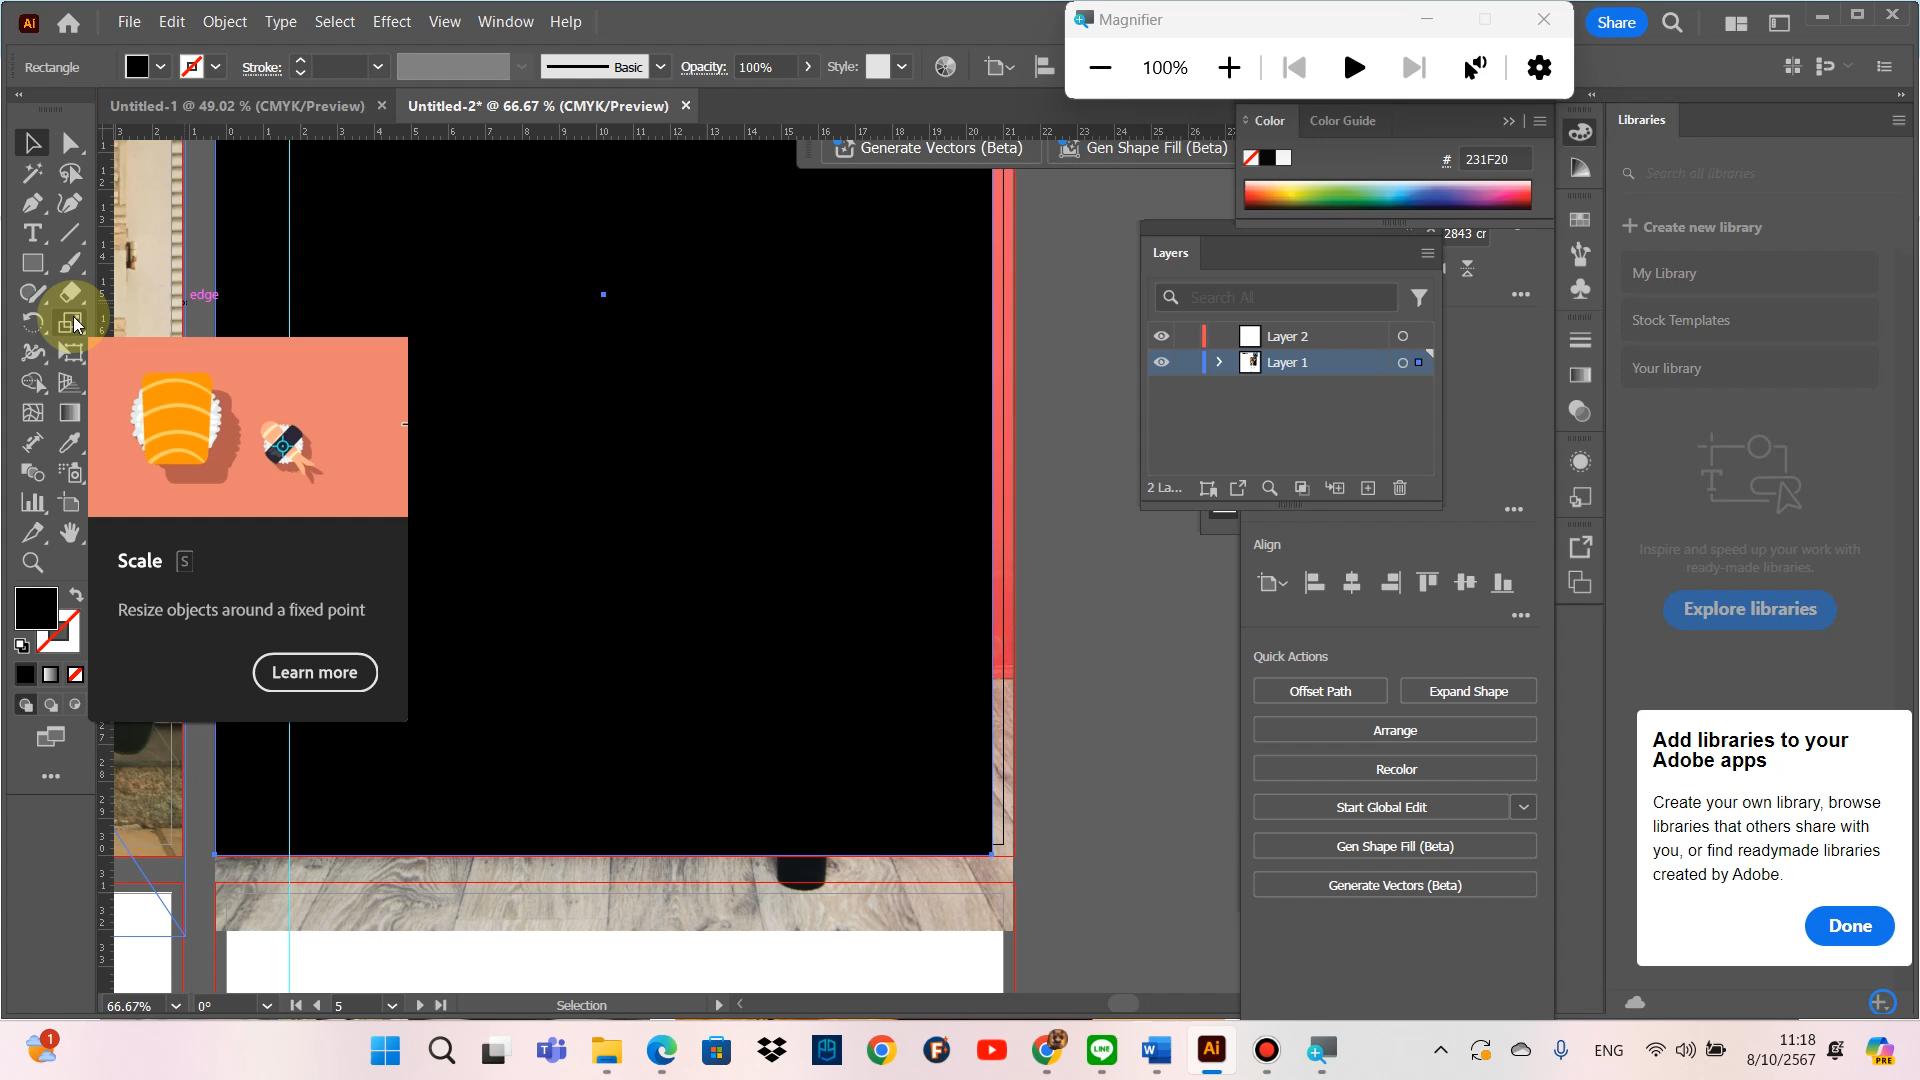 Ai File Edit Object Type Select Effect View Window Help
Magnifier
Share
Rectangle Stroke: Basic Opacity: 100% Style:
100%
Untitled-1 @ 49.02 % (CMYK/Preview) Untitled-2* @ 66.67 % (CMYK/Preview)
Color Color Guide
# 231F20
Libraries
Search all libraries
Create new library
My Library
Stock Templates
Your library
Inspire and speed up your work with
ready-made libraries.
Explore libraries
Generate Vectors (Beta) Gen Shape Fill (Beta)
2843 cr
Layers
Search All
Layer 2
Layer 1
2 La...
edge
Scale S
Resize objects around a fixed point
Learn more
Align
Quick Actions
Offset Path Expand Shape
Arrange
Recolor
Start Global Edit
Gen Shape Fill (Beta)
Generate Vectors (Beta)
Add libraries to your
Adobe apps
Create your own library, browse
libraries that others share with
you, or find readymade libraries
created by Adobe.
Done
66.67% 0° 5 Selection
1
ENG
11:18
8/10/2567
PRE